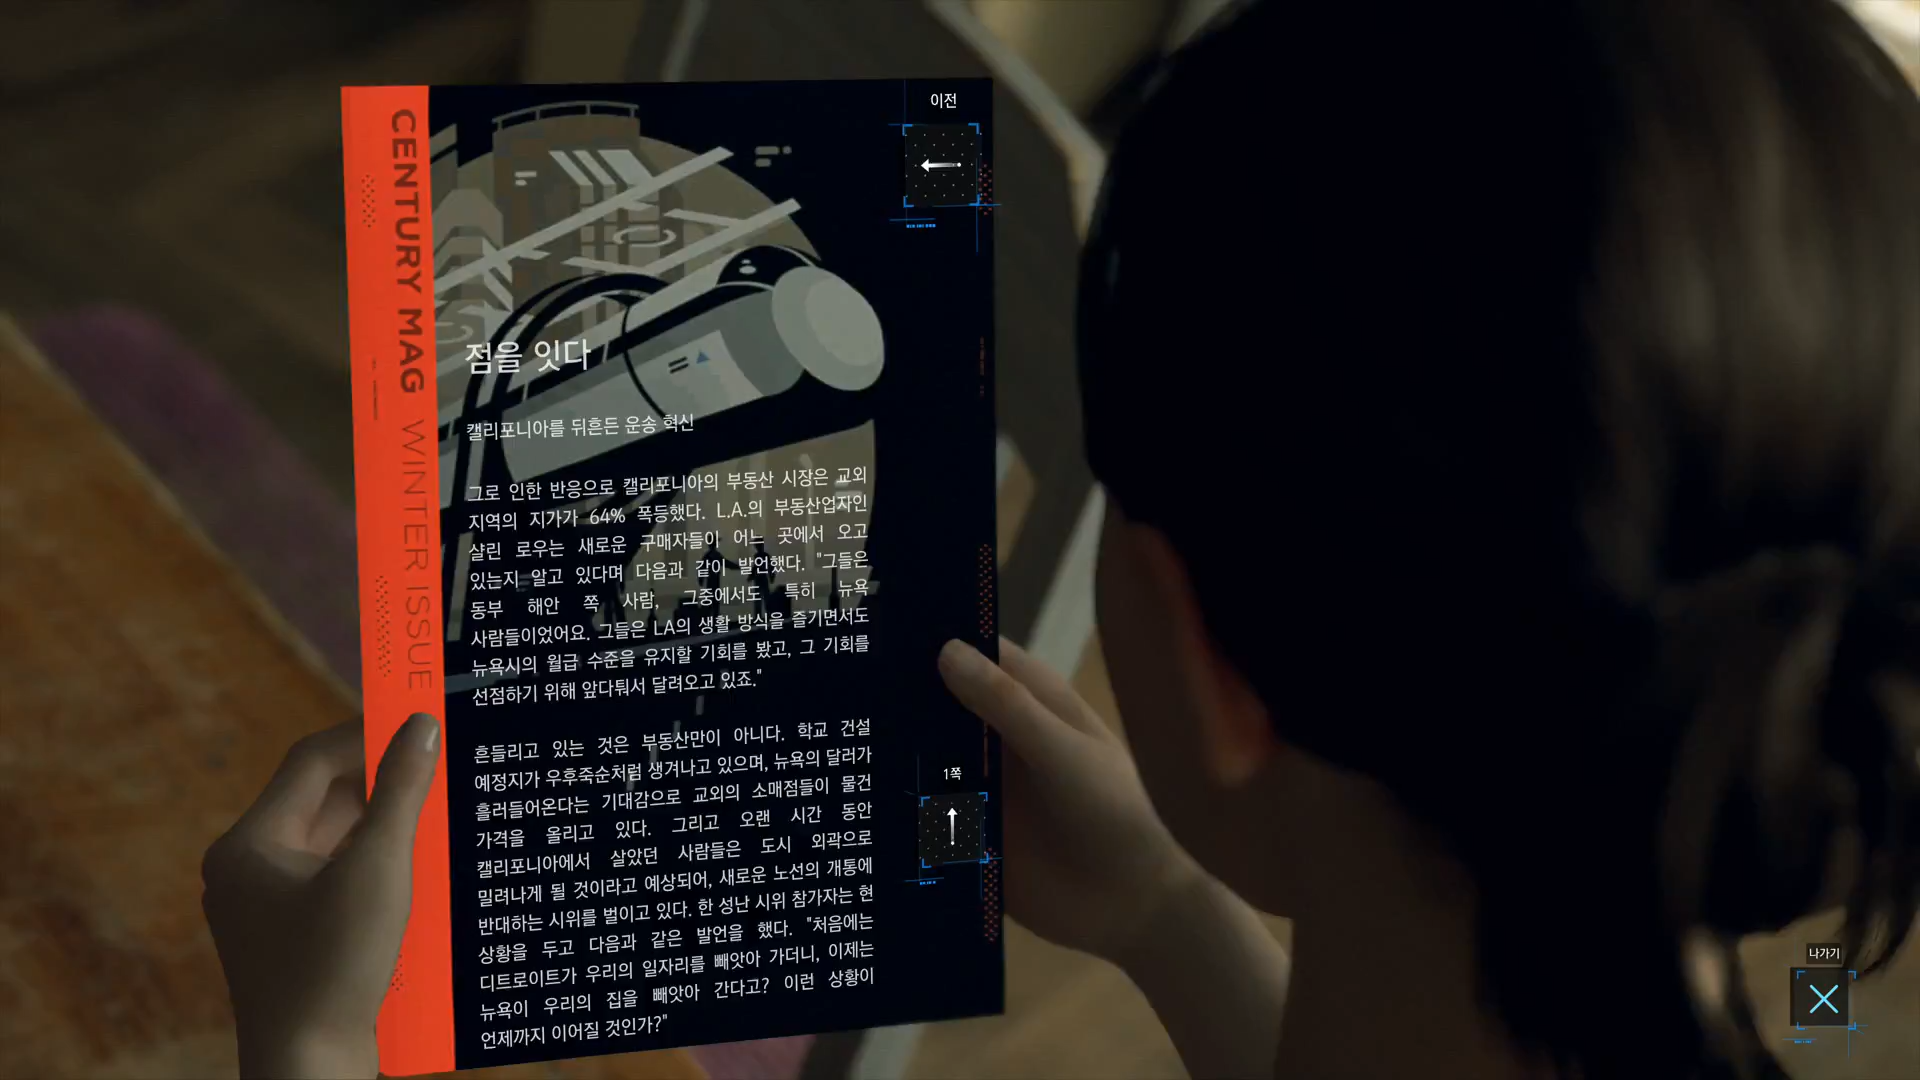 CENTURY MAG WINTER ISSUE
이전
점을 잇다
캘리포니아를 뒤흔든 운송 혁신
그로 인한 반응으로 캘리포니아의 부동산 시장은 교외
지역의 지가가 64% 폭등했다. L.A.의 부동산업자인
샬린 로우는 새로운 구매자들이 어느 곳에서 오고
있는지 알고 있다며 다음과 같이 발언했다. "그들은
동부 해안 쪽 사람, 그중에서도 특히 뉴욕
사람들이었어요. 그들은 LA의 생활 방식을 즐기면서도
뉴욕시의 월급 수준을 유지할 기회를 봤고, 그 기회를
선점하기 위해 앞다퉈서 달려오고 있죠."
흔들리고 있는 것은 부동산만이 아니다. 학교 건설
예정지가 우후죽순처럼 생겨나고 있으며, 뉴욕의 달러가
흘러들어온다는 기대감으로 교외의 소매점들이 물건
가격을 올리고 있다. 그리고 오랜 시간 동안
캘리포니아에서 살았던 사람들은 도시 외곽으로
밀려나게 될 것이라고 예상되어, 새로운 노선의 개통에
반대하는 시위를 벌이고 있다. 한 성난 시위 참가자는 현
상황을 두고 다음과 같은 발언을 했다. "처음에는
디트로이트가 우리의 일자리를 빼앗아 가더니, 이제는
뉴욕이 우리의 집을 빼앗아 간다고? 이런 상황이
언제까지 이어질 것인가?"
1쪽
나가기